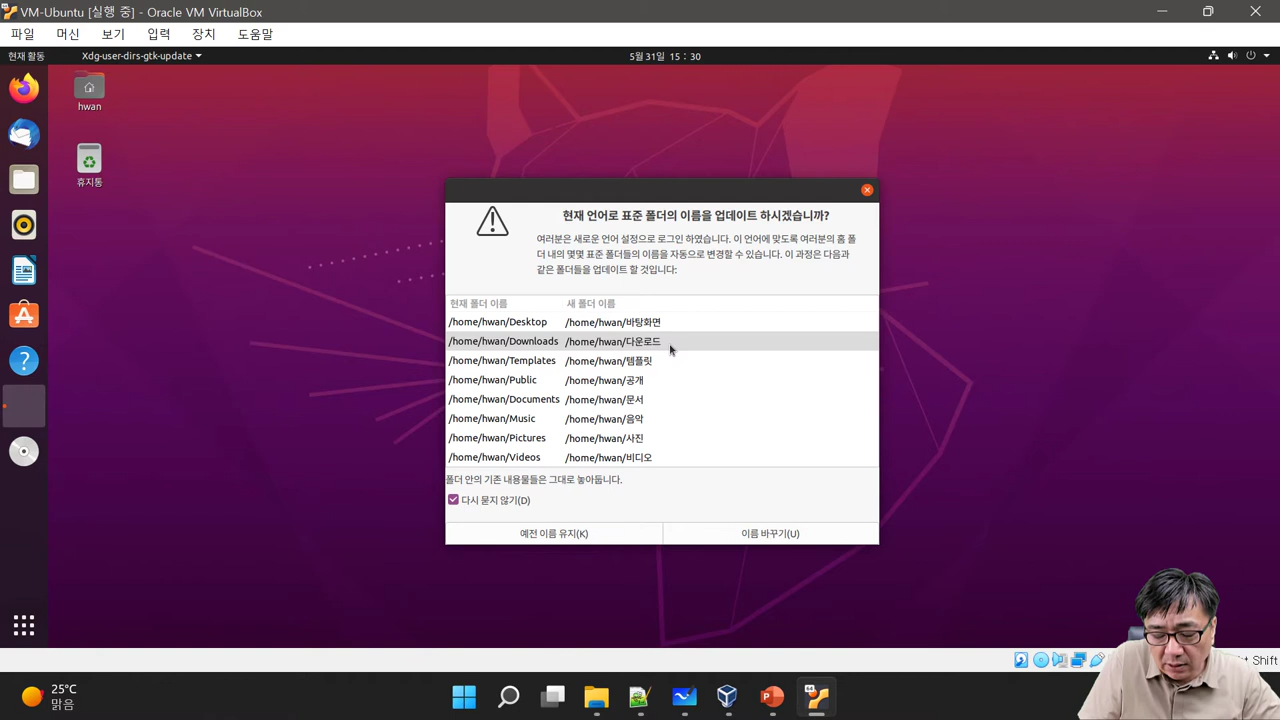 VM-Ubuntu [실행 중] - Oracle VM VirtualBox
파일 머신 보기 입력 장치 도움말
현재 활동 Xdg-user-dirs-gtk-update 5월 31일 15 : 30
hwan
휴지통
현재 언어로 표준 폴더의 이름을 업데이트 하시겠습니까?
여러분은 새로운 언어 설정으로 로그인 하였습니다. 이 언어에 맞도록 여러분의 홈 폴
더 내의 몇몇 표준 폴더들의 이름을 자동으로 변경할 수 있습니다. 이 과정은 다음과
같은 폴더들을 업데이트 할 것입니다:
현재 폴더 이름 새 폴더 이름
/home/hwan/Desktop /home/hwan/바탕화면
/home/hwan/Downloads /home/hwan/다운로드
/home/hwan/Templates /home/hwan/템플릿
/home/hwan/Public /home/hwan/공개
/home/hwan/Documents /home/hwan/문서
/home/hwan/Music /home/hwan/음악
/home/hwan/Pictures /home/hwan/사진
/home/hwan/Videos /home/hwan/비디오
폴더 안의 기존 내용물들은 그대로 놓아둡니다.
다시 묻지 않기(D)
예전 이름 유지(K) 이름 바꾸기(U)
Shift
25°C
맑음